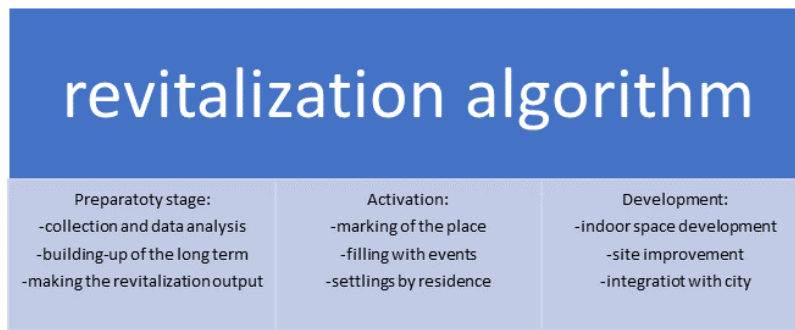 revitalization algorithm
Preparatoty stage:
-collection and data analysis
-building-up of the long term
-making the revitalization output
Activation:
-marking of the place
-filling with events
-settlings by residence
Development:
-indoor space development
-site improvement
-integratiot with city